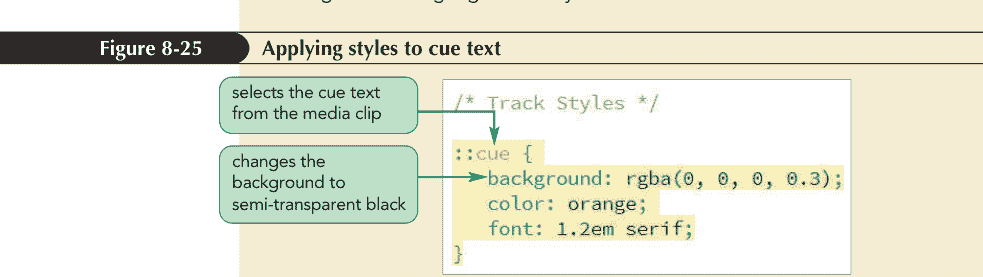 Figure 8-25
Applying styles to cue text
selects the cue text
from the media clip
changes the
background to
semi-transparent black
/* Track Styles */
::cue {
background: rgba(0, 0, 0, 0.3);
color: orange;
font: 1.2em serif;
}